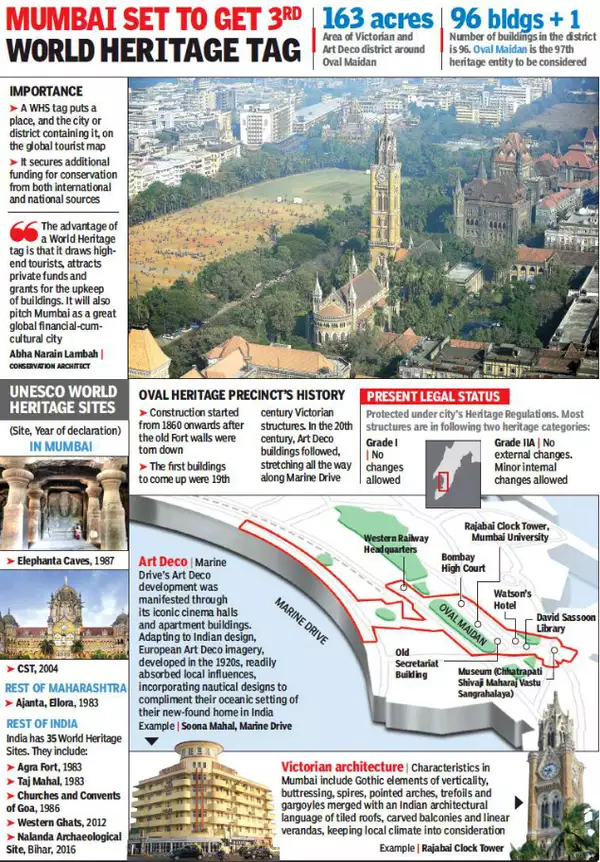 MUMBAI SET TO GET 3RD
WORLD HERITAGE TAG
163 acres
Area of Victorian and
Art Deco district around
Oval Maidan
96 bldgs + 1
Number of buildings in the district
is 96. Oval Maidan is the 97th
heritage entity to be considered
IMPORTANCE
➤ A WHS tag puts a
place, and the city or
district containing it, on
the global tourist map
➤ It secures additional
funding for conservation
from both international
and national sources
The advantage of
a World Heritage
tag is that it draws high-
end tourists, attracts
private funds and
grants for the upkeep
of buildings. It will also
pitch Mumbai as a great
global financial-cum-
cultural city
Abha Narain Lambah |
CONSERVATION ARCHITECT
UNESCO WORLD
HERITAGE SITES
(Site, Year of declaration)
IN MUMBAI
➤ Elephanta Caves, 1987
➤ CST, 2004
REST OF MAHARASHTRA
➤ Ajanta, Ellora, 1983
REST OF INDIA
India has 35 World Heritage
Sites. They include:
➤ Agra Fort, 1983
➤ Taj Mahal, 1983
➤ Churches and Convents
of Goa, 1986
➤ Western Ghats, 2012
➤ Nalanda Archaeological
Site, Bihar, 2016
OVAL HERITAGE PRECINCT'S HISTORY
➤ Construction started
from 1860 onwards after
the old Fort walls were
torn down
➤ The first buildings
to come up were 19th
century Victorian
structures. In the 20th
century, Art Deco
buildings followed,
stretching all the way
along Marine Drive
PRESENT LEGAL STATUS
Protected under city's Heritage Regulations. Most
structures are in following two heritage categories:
Grade I
| No
changes
allowed
Grade IIA | No
external changes.
Minor internal
changes allowed
Art Deco | Marine
Drive's Art Deco
development was
manifested through
its iconic cinema halls
and apartment buildings.
Adapting to Indian design,
European Art Deco imagery,
developed in the 1920s, readily
absorbed local influences,
incorporating nautical designs to
compliment their oceanic setting of
their new-found home in India
Example | Soona Mahal, Marine Drive
MARINE DRIVE
Western Railway
Headquarters
Rajabai Clock Tower,
Mumbai University
Bombay
High Court
Watson's
Hotel
David Sassoon
Library
OVAL MAIDAN
Old
Secretariat
Building
Museum (Chhatrapati
Shivaji Maharaj Vastu
Sangrahalaya)
Victorian architecture | Characteristics in
Mumbai include Gothic elements of verticality,
buttressing, spires, pointed arches, trefoils and
gargoyles merged with an Indian architectural
language of tiled roofs, carved balconies and linear
verandas, keeping local climate into consideration
Example | Rajabai Clock Tower